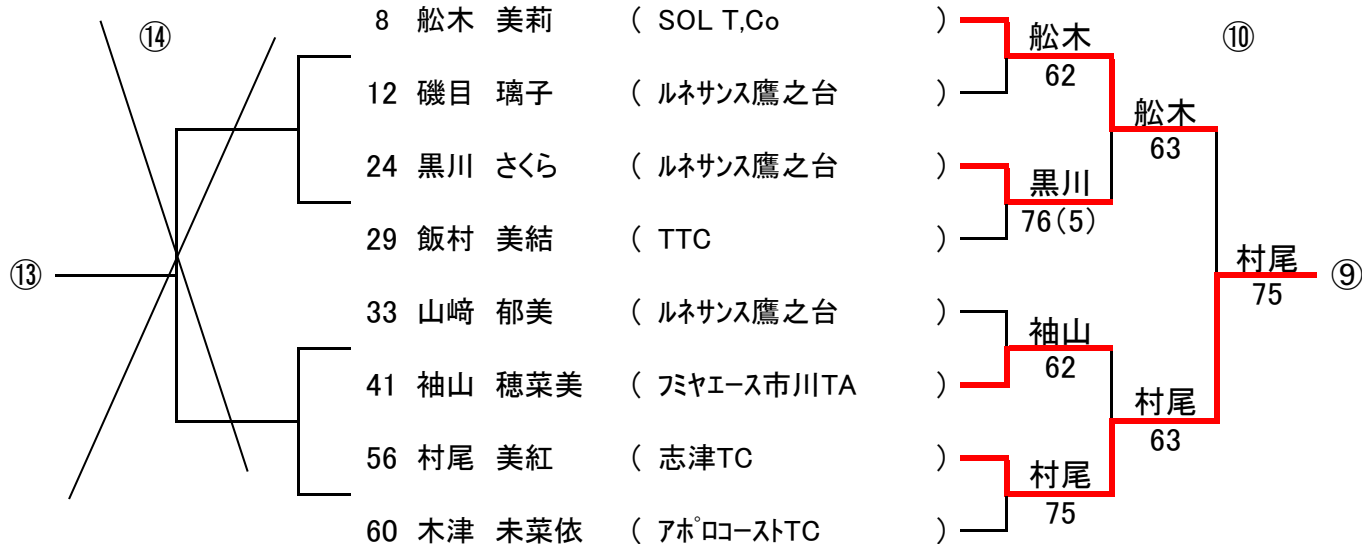 ⑭
8 舩木 美莉 ( SOL T,Co )
舩木
62
⑩
12 磯目 璃子 ( ルネサンス鷹之台 )
舩木
63
24 黒川 さくら ( ルネサンス鷹之台 )
黒川
76(5)
29 飯村 美結 ( TTC )
⑬
村尾
75
⑨
33 山﨑 郁美 ( ルネサンス鷹之台 )
袖山
62
41 袖山 穂菜美 ( フミヤエース市川TA )
村尾
63
56 村尾 美紅 ( 志津TC )
村尾
75
60 木津 未菜依 ( アポロコーストTC )